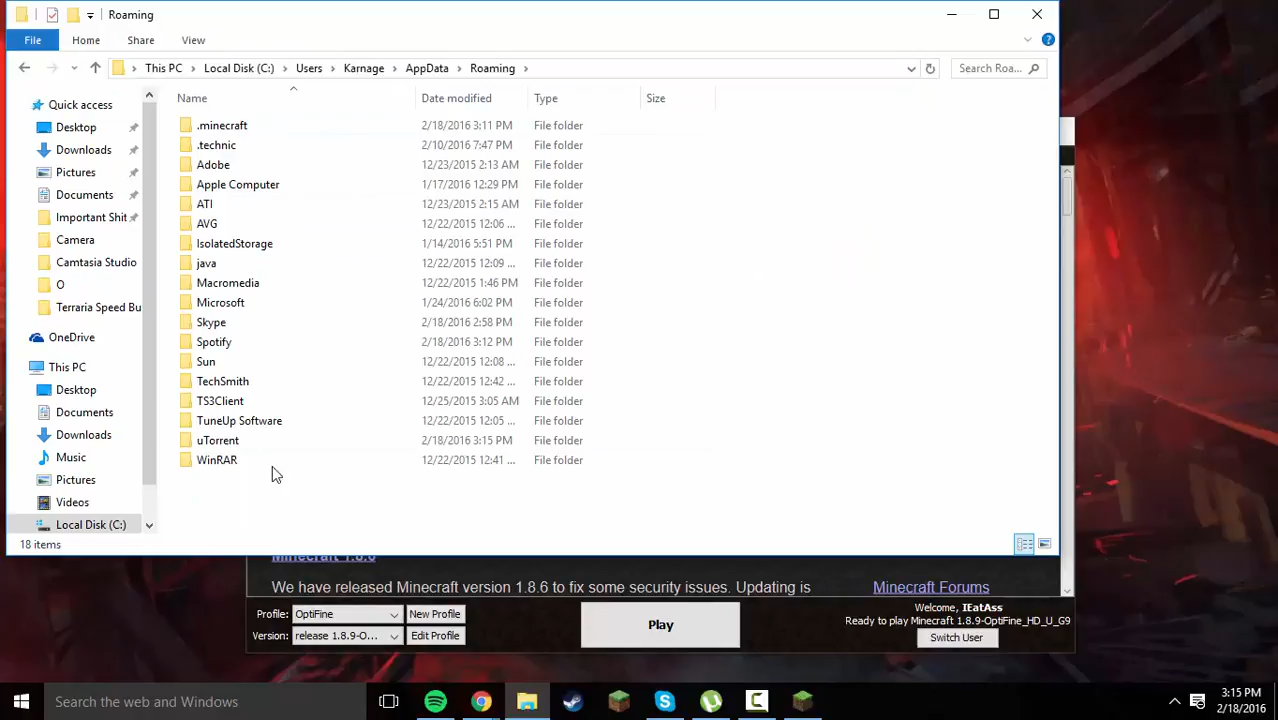 Roaming
File Home Share View
This PC Local Disk (C:) Users Karnage AppData Roaming Search Roa...
Name Date modified Type Size
Quick access
Desktop
Downloads
Pictures
Documents
Important Shit
Camera
Camtasia Studio
O
Terraria Speed Bu
OneDrive
This PC
Desktop
Documents
Downloads
Music
Pictures
Videos
Local Disk (C:)
.minecraft 2/18/2016 3:11 PM File folder
.technic 2/10/2016 7:47 PM File folder
Adobe 12/23/2015 2:13 AM File folder
Apple Computer 1/17/2016 12:29 PM File folder
ATI 12/23/2015 2:15 AM File folder
AVG 12/22/2015 12:06 ... File folder
IsolatedStorage 1/14/2016 5:51 PM File folder
java 12/22/2015 12:09 ... File folder
Macromedia 12/22/2015 1:46 PM File folder
Microsoft 1/24/2016 6:02 PM File folder
Skype 2/18/2016 2:58 PM File folder
Spotify 2/18/2016 3:12 PM File folder
Sun 12/22/2015 12:08 ... File folder
TechSmith 12/22/2015 12:42 ... File folder
TS3Client 12/25/2015 3:05 AM File folder
TuneUp Software 12/22/2015 12:05 ... File folder
uTorrent 2/18/2016 3:15 PM File folder
WinRAR 12/22/2015 12:41 ... File folder
18 items
Minecraft 1.8.6
We have released Minecraft version 1.8.6 to fix some security issues. Updating is
Minecraft Forums
Profile: OptiFine New Profile
Version: release 1.8.9-O... Edit Profile
Play
Welcome, IEatAss
Ready to play Minecraft 1.8.9-OptiFine_HD_U_G9
Switch User
Search the web and Windows
3:15 PM
2/18/2016